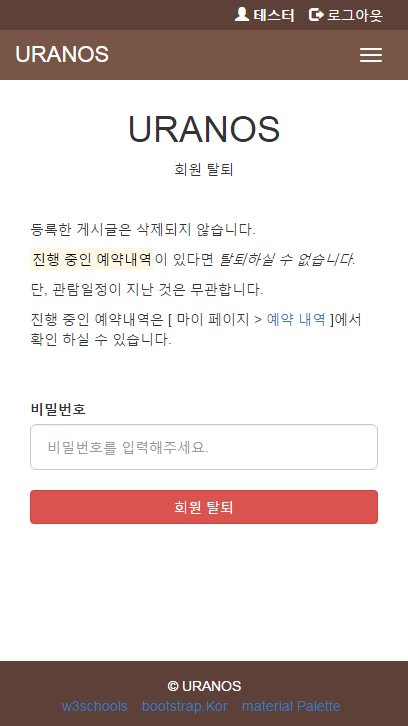 테스터 로그아웃
URANOS
URANOS
회원 탈퇴
등록한 게시글은 삭제되지 않습니다.
진행 중인 예약내역이 있다면 탈퇴하실 수 없습니다.
단, 관람일정이 지난 것은 무관합니다.
진행 중인 예약내역은 [ 마이 페이지 > 예약 내역 ]에서
확인 하실 수 있습니다.
비밀번호
비밀번호를 입력해주세요.
회원 탈퇴
© URANOS
w3schools bootstrap.Kor material Palette